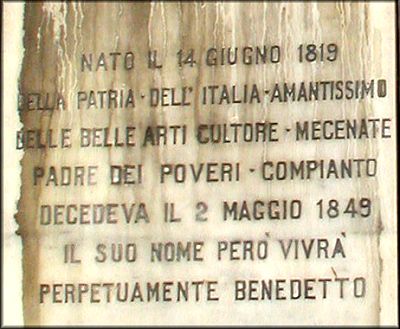 NATO IL 14 GIUGNO 1819
DELLA PATRIA - DELL' ITALIA - AMANTISSIMO
DELLE BELLE ARTI CULTORE - MECENATE
PADRE DEI POVERI - COMPIANTO
DECEDEVA IL 2 MAGGIO 1849
IL SUO NOME PERÒ VIVRÀ
PERPETUAMENTE BENEDETTO